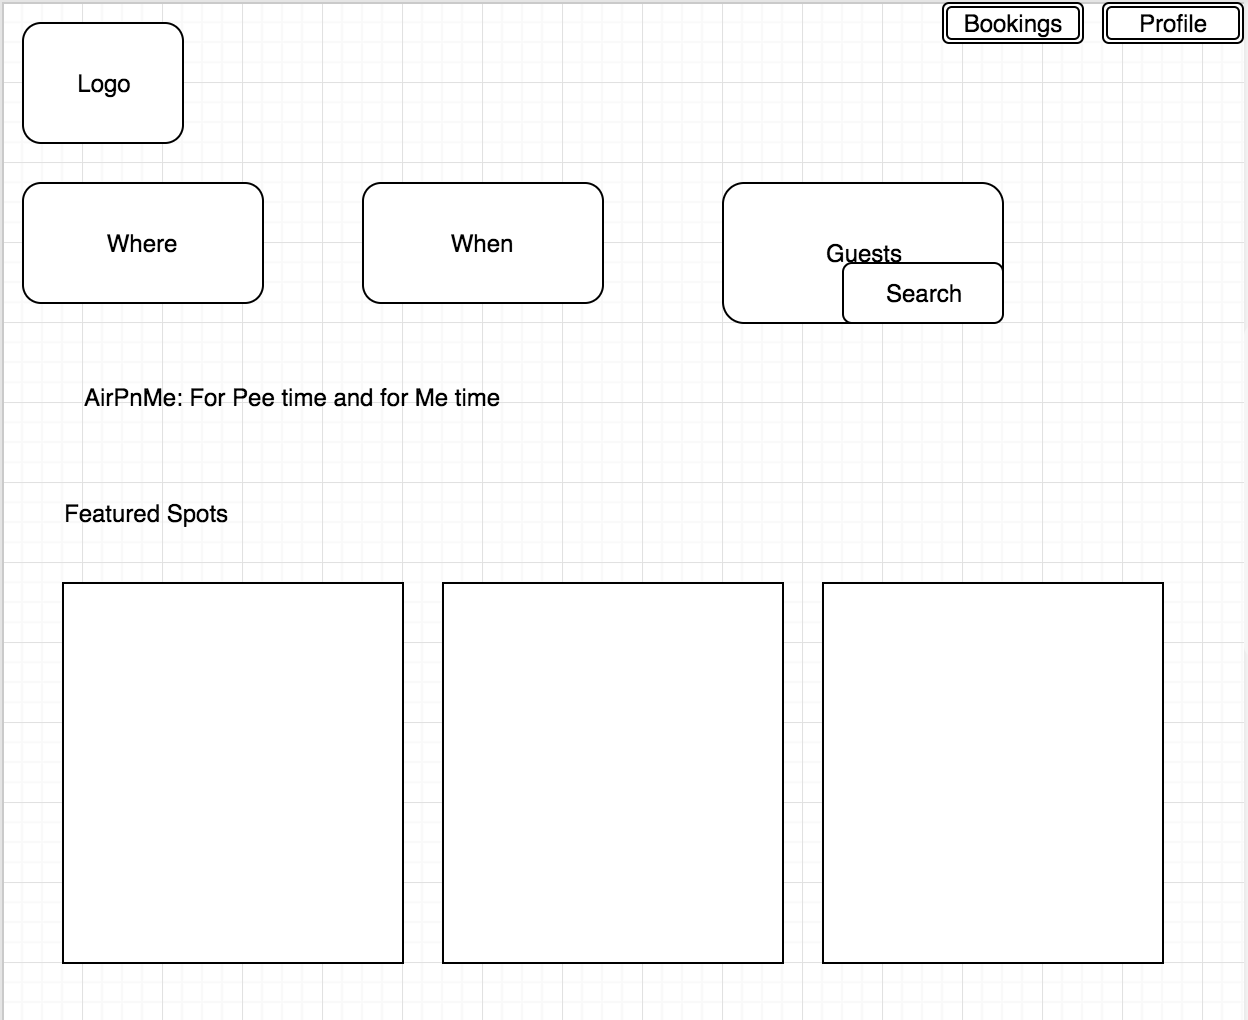 Bookings
Profile
Logo
Where
When
Guests
Search
AirPnMe: For Pee time and for Me time
Featured Spots